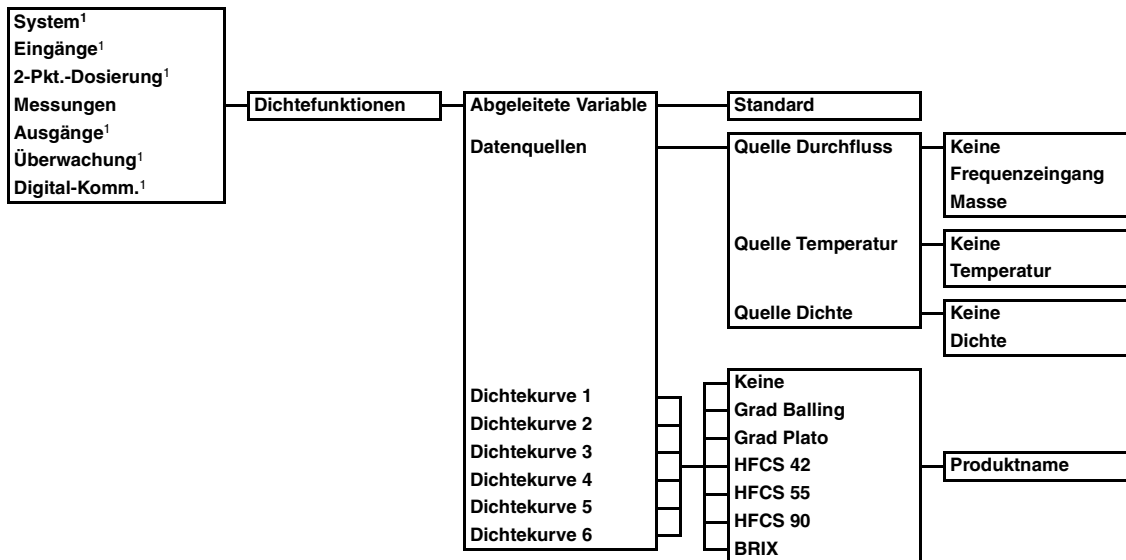 System¹
Eingänge¹
2-Pkt.-Dosierung¹
Messungen
Ausgänge¹
Überwachung¹
Digital-Komm.¹
Dichtefunktionen
Abgeleitete Variable
Datenquellen
Dichtekurve 1
Dichtekurve 2
Dichtekurve 3
Dichtekurve 4
Dichtekurve 5
Dichtekurve 6
Standard
Quelle Durchfluss
Quelle Temperatur
Quelle Dichte
Keine
Frequenzeingang
Masse
Keine
Temperatur
Keine
Dichte
Keine
Grad Balling
Grad Plato
HFCS 42
HFCS 55
HFCS 90
BRIX
Produktname